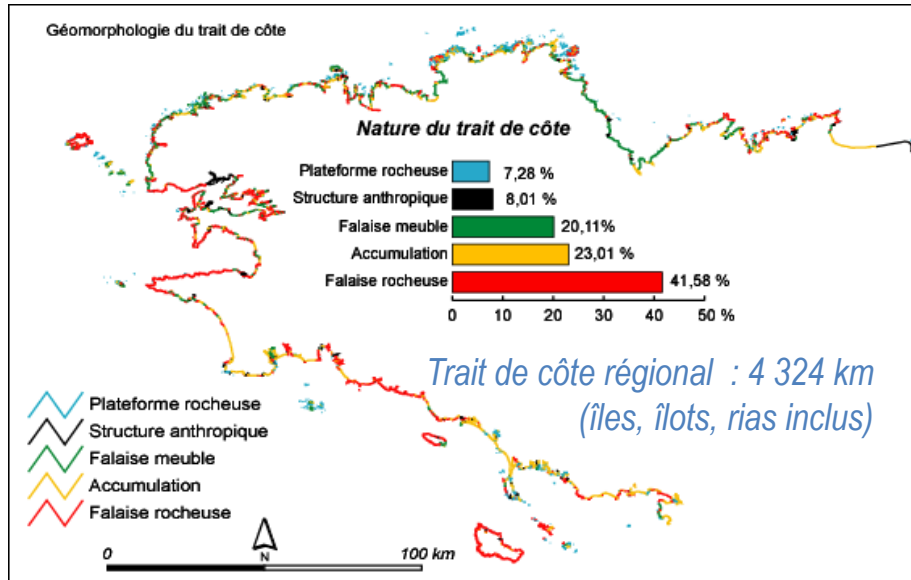 Géomorphologie du trait de côte
Nature du trait de côte
Plateforme rocheuse 7,28 %
Structure anthropique 8,01 %
Falaise meuble 20,11%
Accumulation 23,01 %
Falaise rocheuse 41,58 %
0 10 20 30 40 50 %
Trait de côte régional : 4 324 km
(îles, îlots, rias inclus)
Plateforme rocheuse
Structure anthropique
Falaise meuble
Accumulation
Falaise rocheuse
0 N 100 km